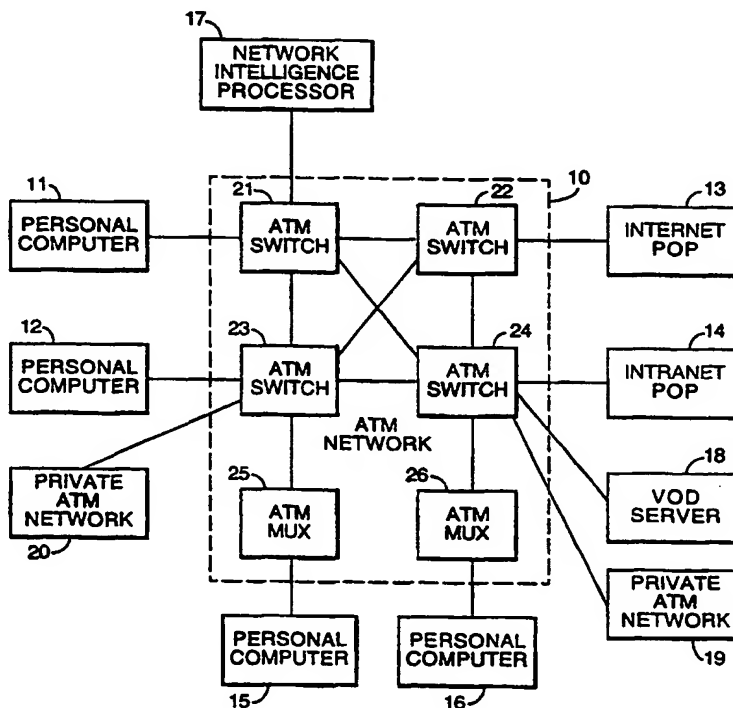 17
NETWORK
INTELLIGENCE
PROCESSOR
11
PERSONAL
COMPUTER
21
ATM
SWITCH
22
ATM
SWITCH
10
13
INTERNET
POP
12
PERSONAL
COMPUTER
23
ATM
SWITCH
24
ATM
SWITCH
14
INTRANET
POP
ATM
NETWORK
PRIVATE
ATM
NETWORK
20
25
ATM
MUX
26
ATM
MUX
18
VOD
SERVER
PRIVATE
ATM
NETWORK
19
PERSONAL
COMPUTER
15
PERSONAL
COMPUTER
16